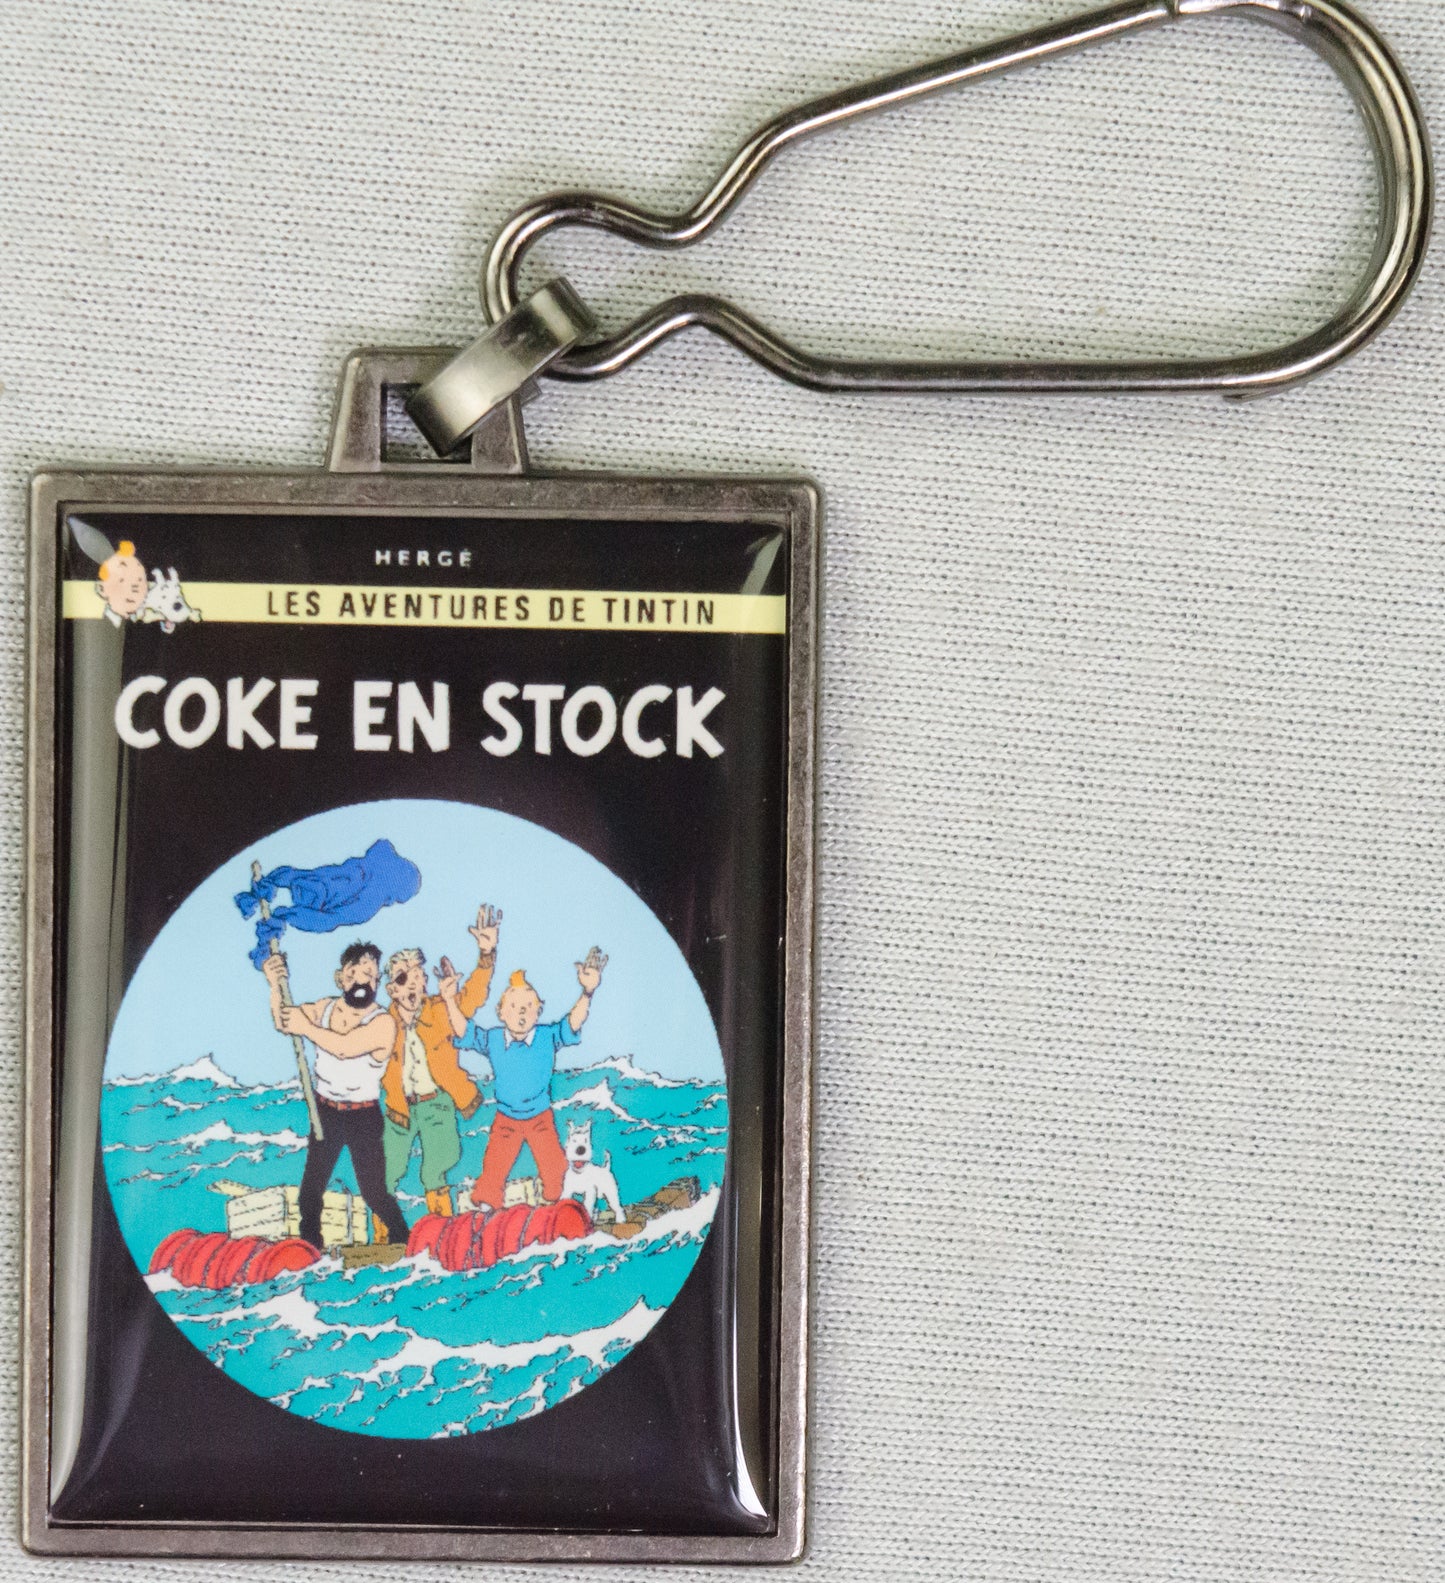 HERGÉ
LES AVENTURES DE TINTIN
COKE EN STOCK